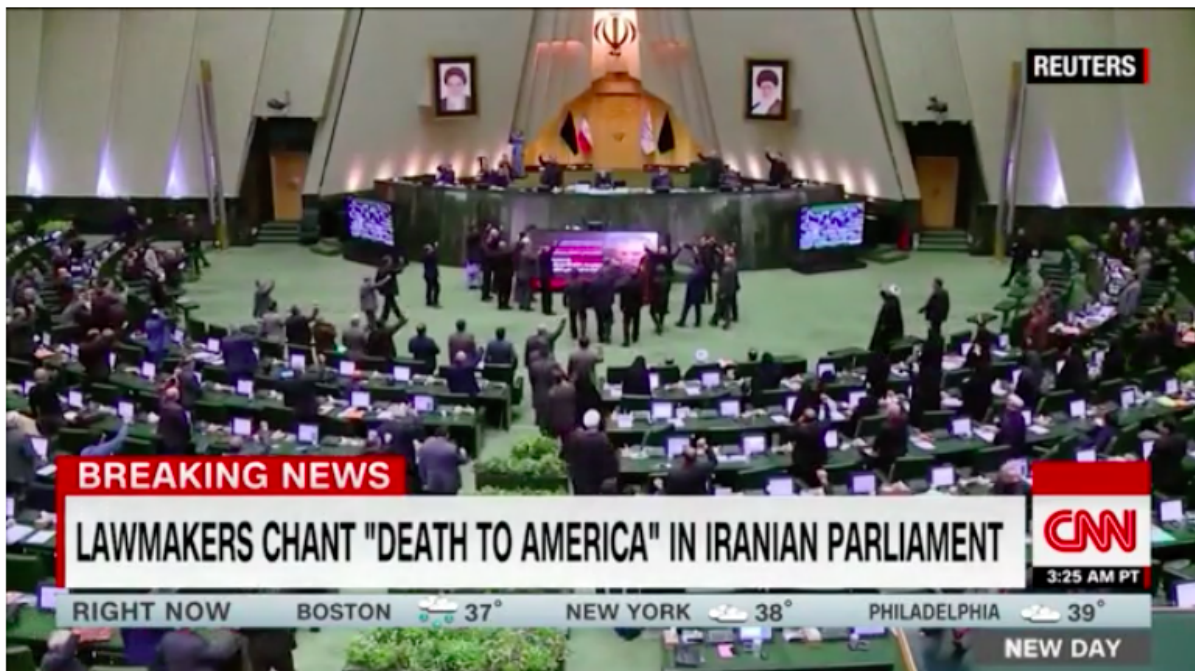 REUTERS
BREAKING NEWS
LAWMAKERS CHANT "DEATH TO AMERICA" IN IRANIAN PARLIAMENT
CNN
3:25 AM PT
RIGHT NOW BOSTON 37° NEW YORK 38° PHILADELPHIA 39°
NEW DAY